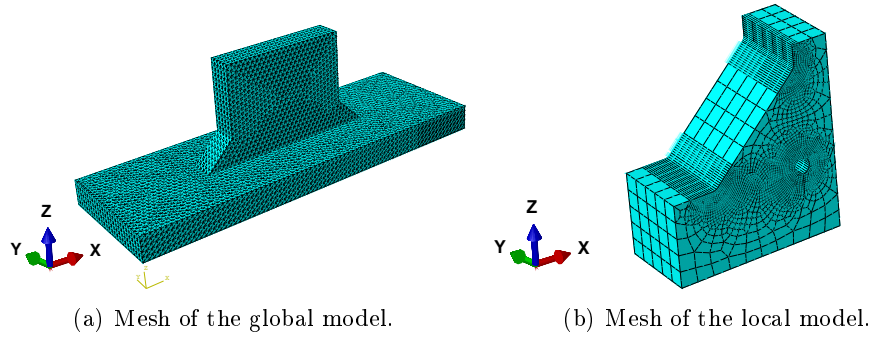 Z
Y
X
Z
Y
X
(a) Mesh of the global model.
(b) Mesh of the local model.